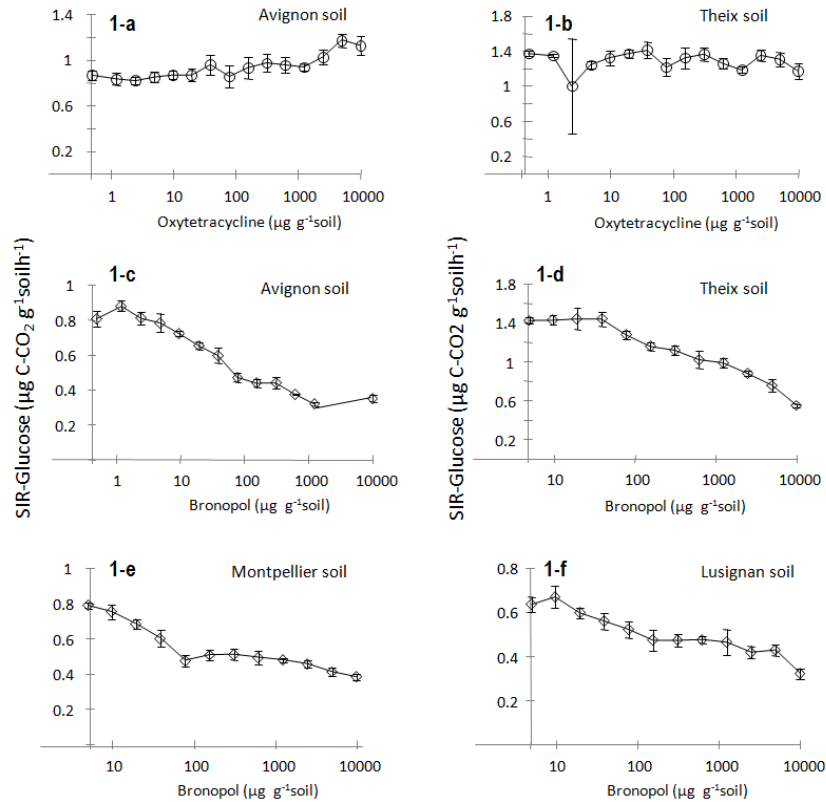 1-a
Avignon soil
1.4
1
0.6
0.2
1
10
100
1000
10000
Oxytetracycline (µg g⁻¹soil)
1-b
Theix soil
1.8
1.4
1
0.6
0.2
1
10
100
1000
10000
Oxytetracycline (µg g⁻¹soil)
SIR-Glucose (µg C-CO₂ g⁻¹soilh⁻¹)
1-c
Avignon soil
1
0.8
0.6
0.4
0.2
1
10
100
1000
10000
Bronopol (µg g⁻¹soil)
SIR-Glucose (µg C-CO2 g⁻¹soilh⁻¹)
1-d
Theix soil
1.8
1.4
1
0.6
0.2
10
100
1000
10000
Bronopol (µg g⁻¹soil)
1-e
Montpellier soil
1
0.8
0.6
0.4
0.2
10
100
1000
10000
Bronopol (µg g⁻¹soil)
1-f
Lusignan soil
0.8
0.6
0.4
0.2
10
100
1000
10000
Bronopol (µg g⁻¹soil)